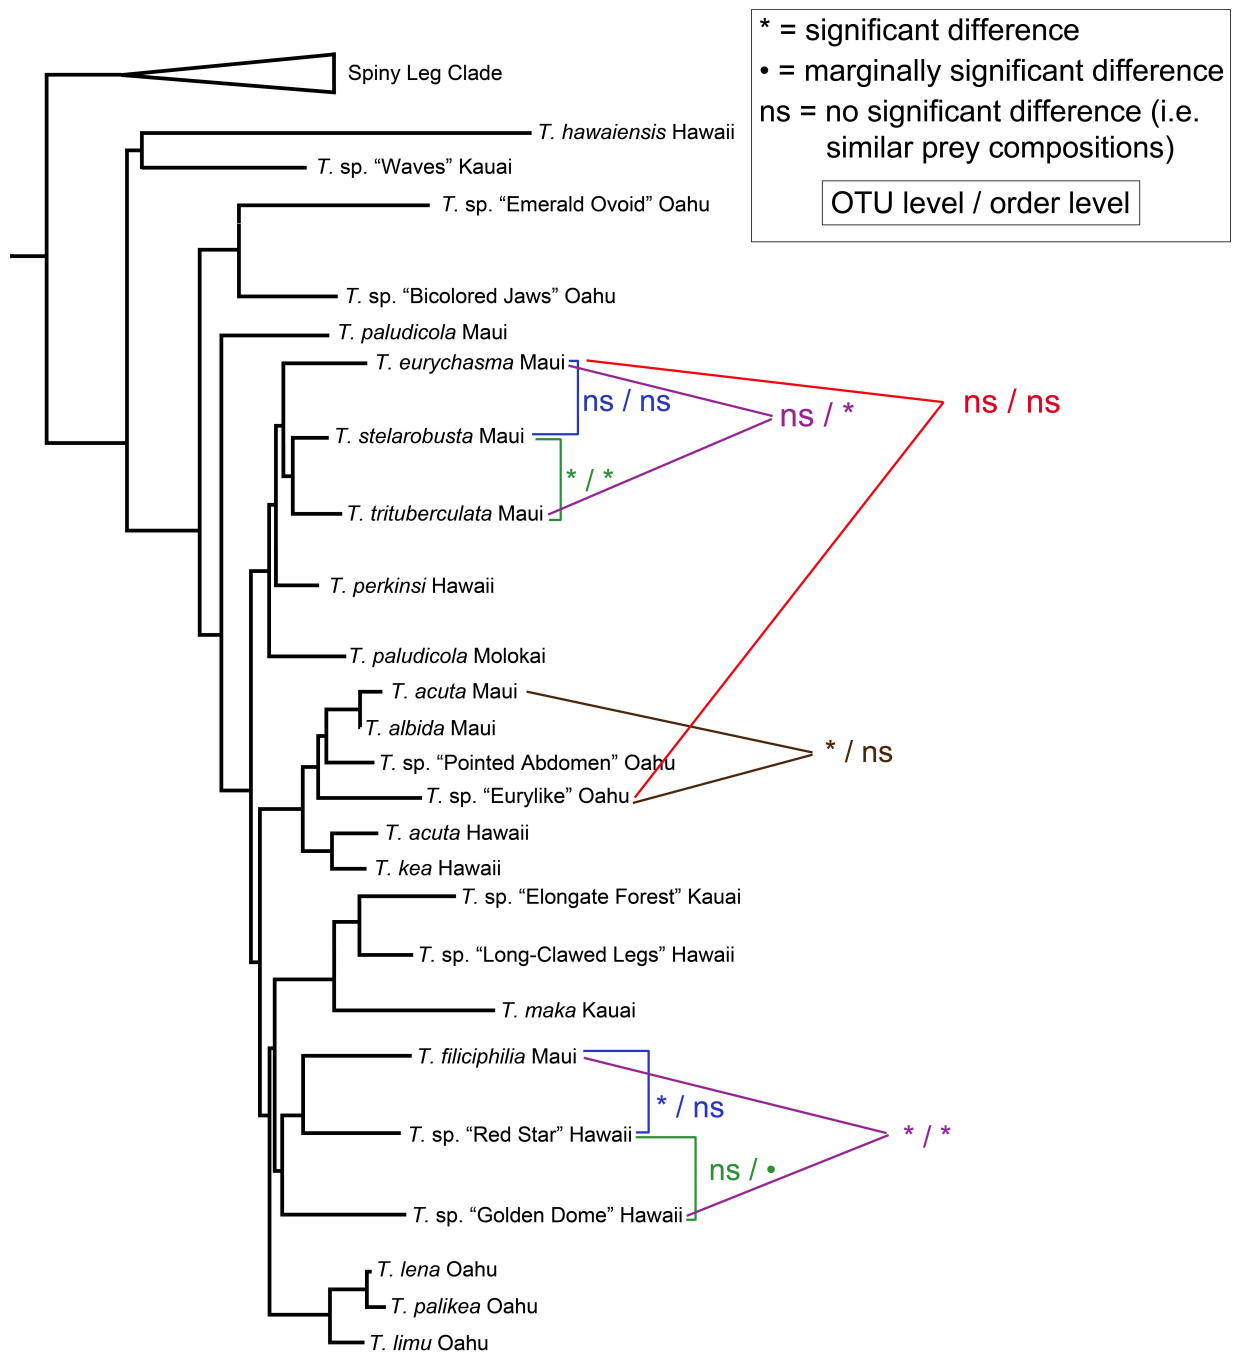 * = significant difference
• = marginally significant difference
ns = no significant difference (i.e.
similar prey compositions)
OTU level / order level
Spiny Leg Clade
T. hawaiensis Hawaii
T. sp. “Waves” Kauai
T. sp. “Emerald Ovoid” Oahu
T. sp. “Bicolored Jaws” Oahu
T. paludicola Maui
T. eurychasma Maui
ns / ns
ns / *
ns / ns
T. stelarobusta Maui
* / *
T. trituberculata Maui
T. perkinsi Hawaii
T. paludicola Molokai
T. acuta Maui
T. albida Maui
* / ns
T. sp. “Pointed Abdomen” Oahu
T. sp. “Eurylike” Oahu
T. acuta Hawaii
T. kea Hawaii
T. sp. “Elongate Forest” Kauai
T. sp. “Long-Clawed Legs” Hawaii
T. maka Kauai
T. filiciphilia Maui
* / ns
T. sp. “Red Star” Hawaii
* / *
ns / •
T. sp. “Golden Dome” Hawaii
T. lena Oahu
T. palikea Oahu
T. limu Oahu